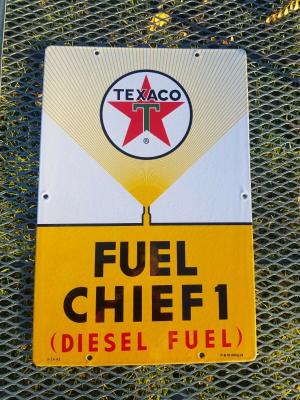 TEXACO
T
®
FUEL
CHIEF 1
(DIESEL FUEL)